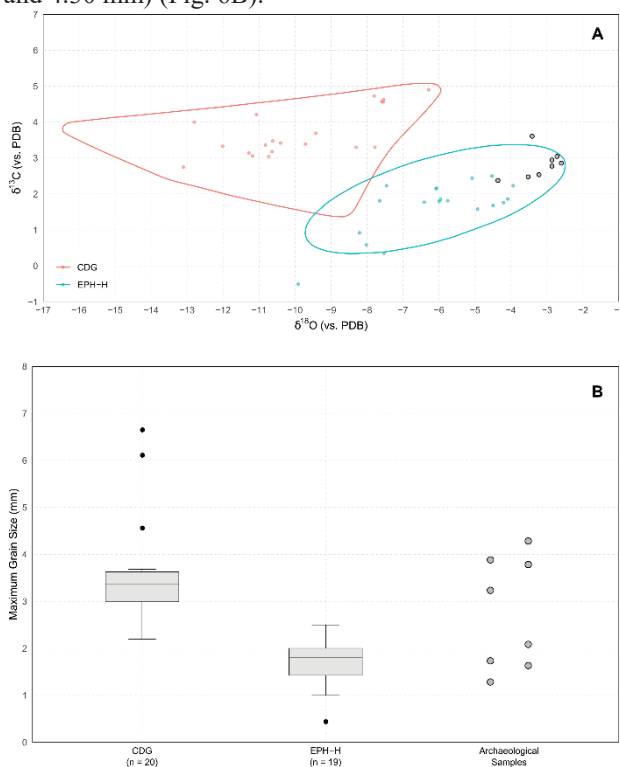 and 4.30 mm) (Fig. 6B).
A
7
6
5
4
3
2
1
0
−1
δ13C (vs. PDB)
CDG
EPH−H
−17 −16 −15 −14 −13 −12 −11 −10 −9 −8 −7 −6 −5 −4 −3 −2 −1
δ18O (vs. PDB)
B
8
7
6
5
4
3
2
1
0
Maximum Grain Size (mm)
CDG EPH−H Archaeological
(n = 20) (n = 19) Samples